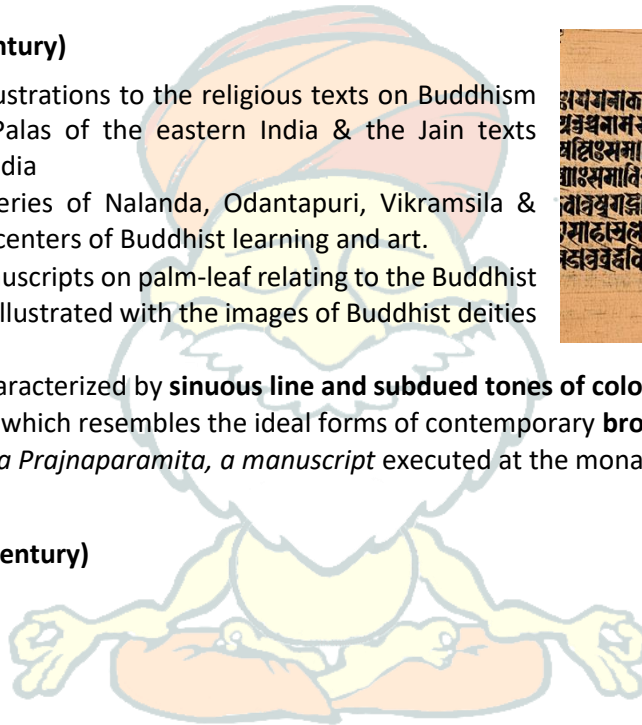 ntury)
ustrations to the religious texts on Buddhism
Palas of the eastern India & the Jain texts
dia
eries of Nalanda, Odantapuri, Vikramsila &
centers of Buddhist learning and art.
uscripts on palm-leaf relating to the Buddhist
illustrated with the images of Buddhist deities
aracterized by sinuous line and subdued tones of colo
which resembles the ideal forms of contemporary bro
a Prajnaparamita, a manuscript executed at the mona
entury)